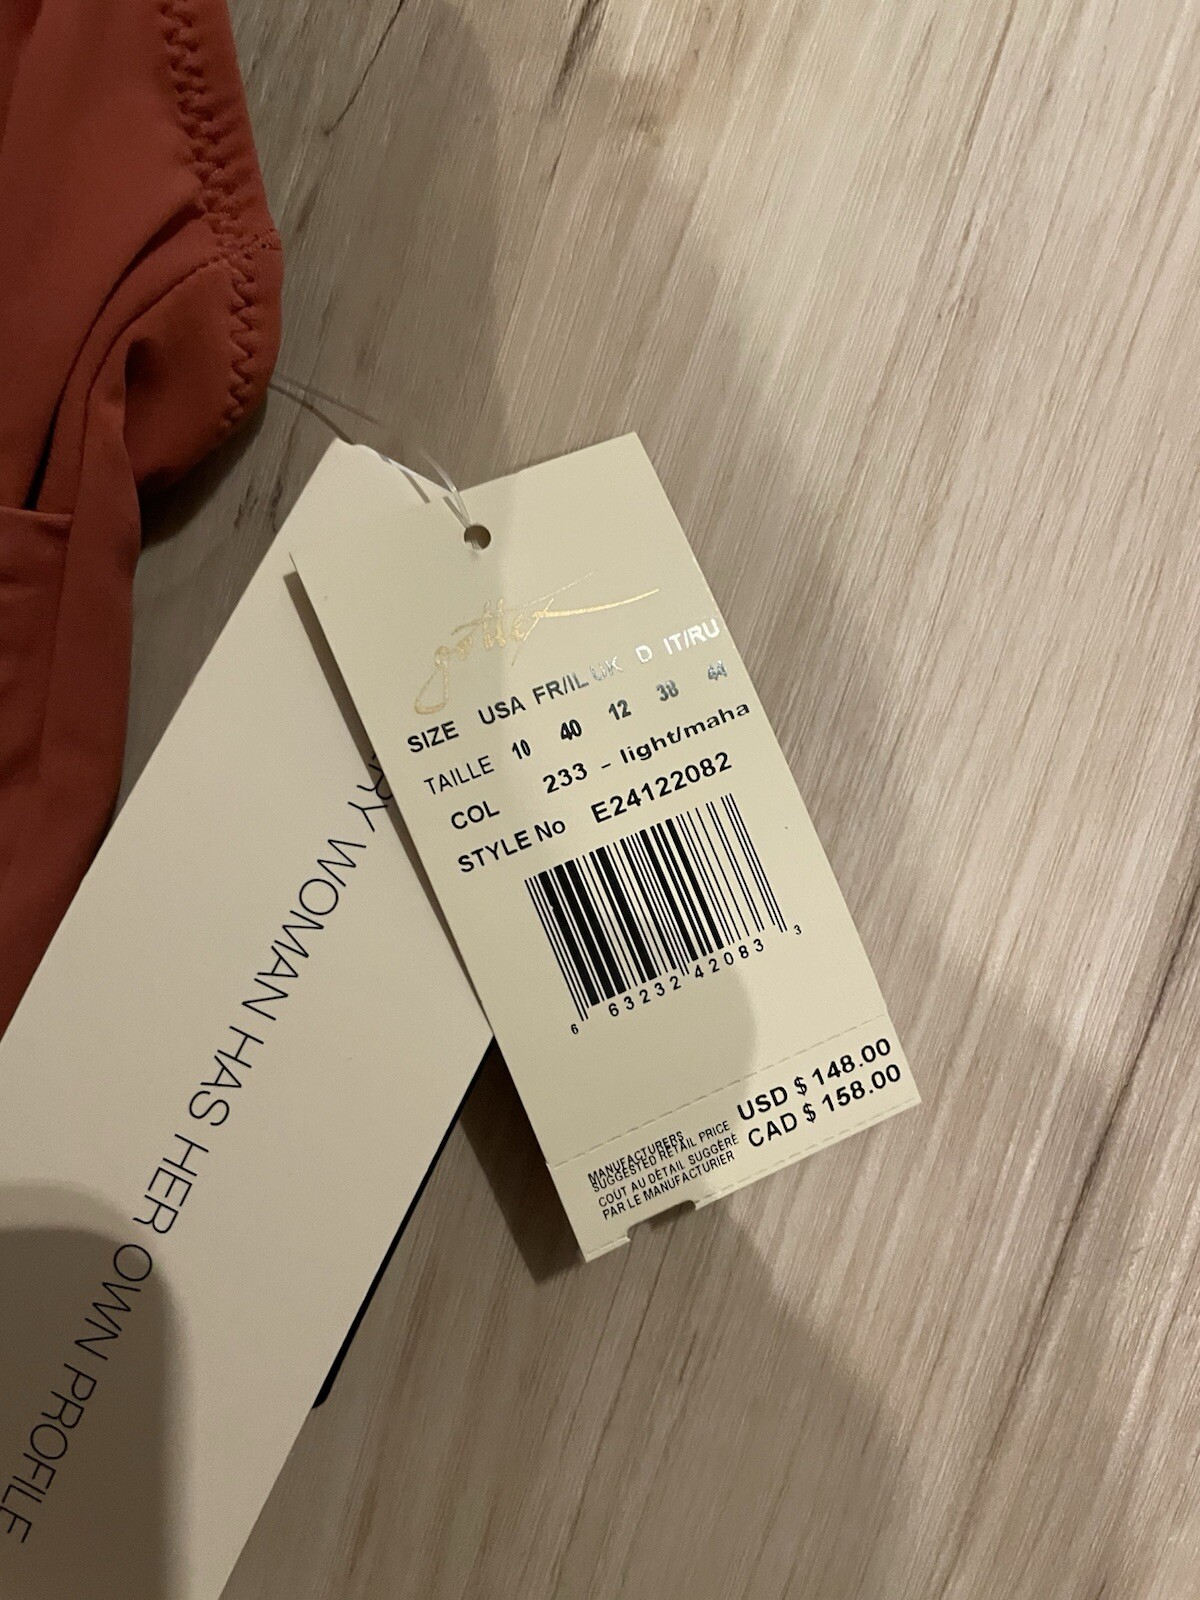 gottex
SIZE USA FR/IL UK D IT/RU
TAILLE 10 40 12 38 44
COL 233 - light/maha
STYLE No E24122082
6 63232 42083 3
USD $ 148.00
CAD $ 158.00
MANUFACTURERS
SUGGESTED RETAIL PRICE
COUT AU DÉTAIL SUGGÉRÉ
PAR LE MANUFACTURIER
RY WOMAN HAS HER OWN PROFILE